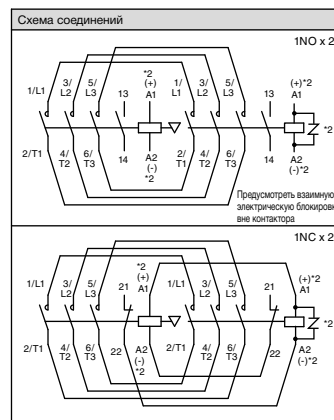 Схема соединений
1NO x 2
1/L1 3/L2 5/L3 13 *2 (+) A1 1/L1 3/L2 5/L3 13 (+)*2 A1
*2
2/T1 4/T2 6/T3 14 A2 (-) *2 2/T1 4/T2 6/T3 14 A2 (-)*2
Предусмотреть взаимную
электрическую блокировк
вне контактора
1NC x 2
1/L1 3/L2 5/L3 21 *2 (+) A1 1/L1 3/L2 5/L3 21 (+)*2 A1
*2
2/T1 4/T2 6/T3 22 A2 (-) *2 2/T1 4/T2 6/T3 22 A2 (-)*2